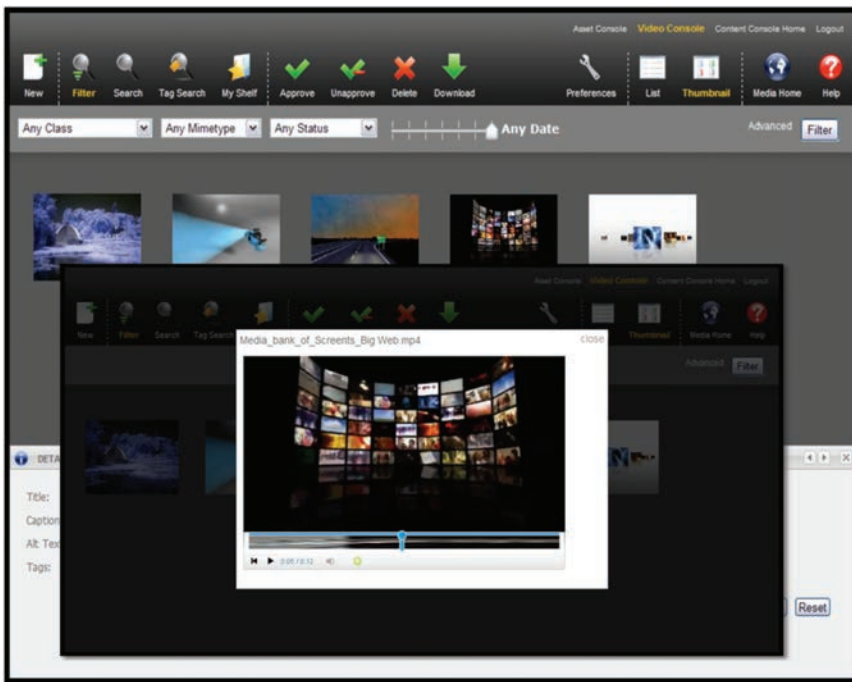 Asset Console Video Console Content Console Home Logout
New Filter Search Tag Search My Shelf Approve Unapprove Delete Download Preferences List Thumbnail Media Home Help
Any Class Any Mimetype Any Status Any Date Advanced Filter
Asset Console Video Console Content Console Home Logout
New Filter Search Tag Search Thumbnail Media Home Help
Media_bank_of_Screents_Big Web.mp4 close
Advanced Filter
DETA
Title:
Caption
Alt Tex
Tags:
Reset